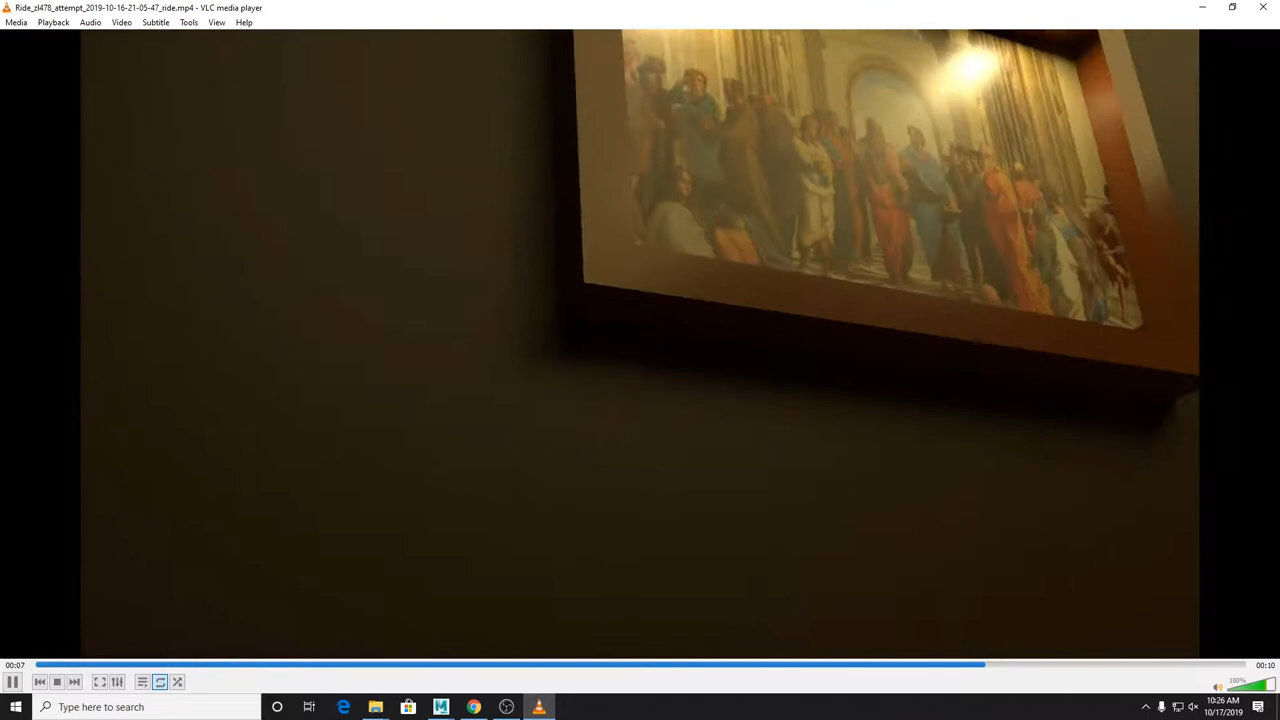 Ride_zl478_attempt_2019-10-16-21-05-47_ride.mp4 - VLC media player
Media Playback Audio Video Subtitle Tools View Help
00:07 00:10
100%
Type here to search
10:26 AM
10/17/2019